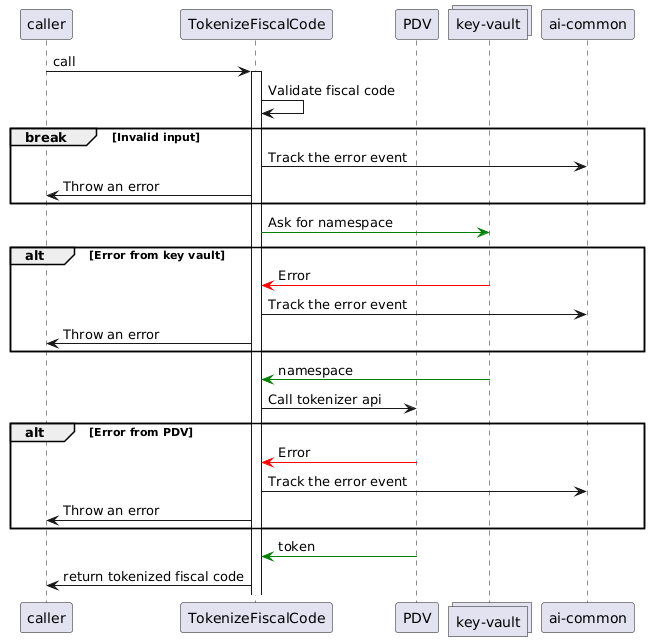 caller TokenizeFiscalCode PDV key-vault ai-common
call
Validate fiscal code
break [Invalid input]
Track the error event
Throw an error
Ask for namespace
alt [Error from key vault]
Error
Track the error event
Throw an error
namespace
Call tokenizer api
alt [Error from PDV]
Error
Track the error event
Throw an error
token
return tokenized fiscal code
caller TokenizeFiscalCode PDV key-vault ai-common